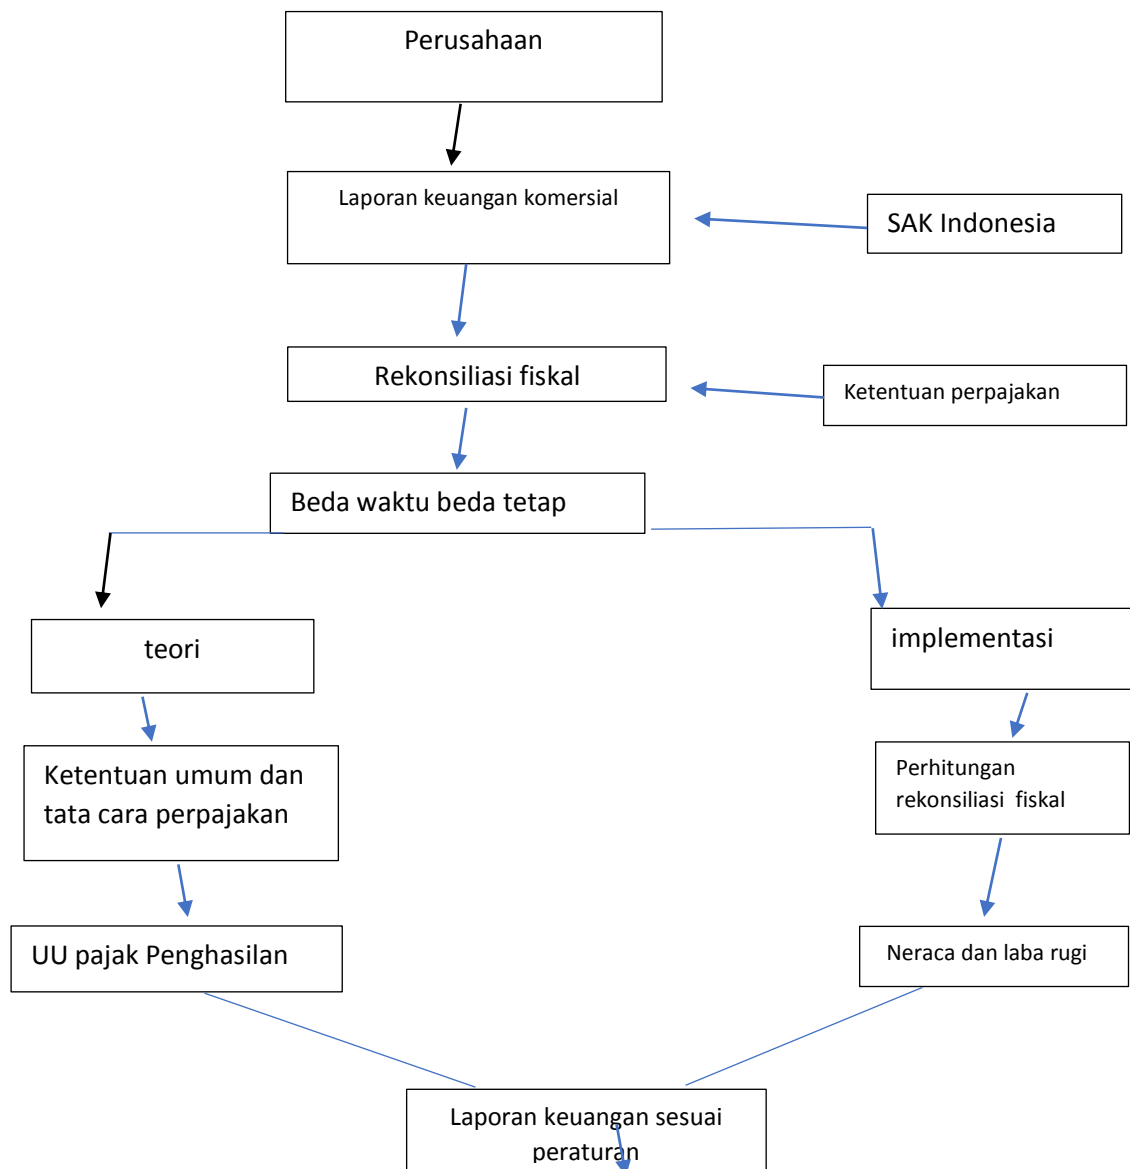 Perusahaan
Laporan keuangan komersial
SAK Indonesia
Rekonsiliasi fiskal
Ketentuan perpajakan
Beda waktu beda tetap
teori
implementasi
Ketentuan umum dan
tata cara perpajakan
Perhitungan
rekonsiliasi fiskal
UU pajak Penghasilan
Neraca dan laba rugi
Laporan keuangan sesuai
peraturan